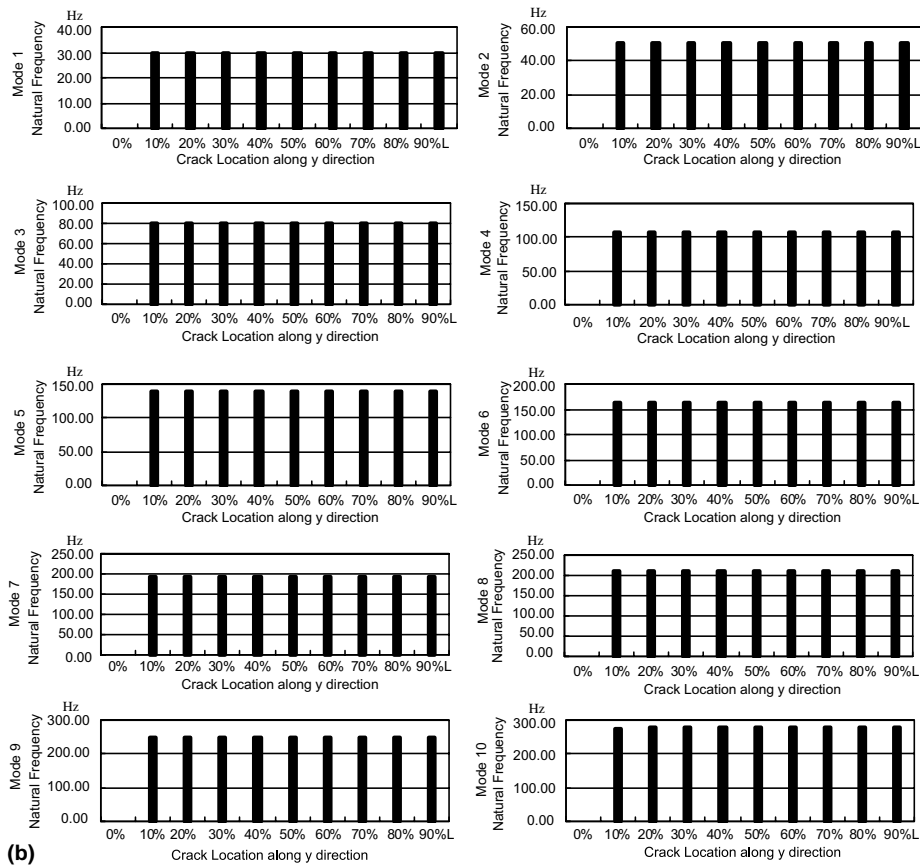 Hz
Mode 1
Natural Frequency
40.00
30.00
20.00
10.00
0.00
0% 10% 20% 30% 40% 50% 60% 70% 80% 90%L
Crack Location along y direction
Hz
Mode 2
Natural Frequency
60.00
40.00
20.00
0.00
0% 10% 20% 30% 40% 50% 60% 70% 80% 90%L
Crack Location along y direction
Hz
Mode 3
Natural Frequency
100.00
80.00
60.00
40.00
20.00
0.00
0% 10% 20% 30% 40% 50% 60% 70% 80% 90%L
Crack Location along y direction
Hz
Mode 4
Natural Frequency
150.00
100.00
50.00
0.00
0% 10% 20% 30% 40% 50% 60% 70% 80% 90%L
Crack Location along y direction
Hz
Mode 5
Natural Frequency
150.00
100.00
50.00
0.00
0% 10% 20% 30% 40% 50% 60% 70% 80% 90%L
Crack Location along y direction
Hz
Mode 6
Natural Frequency
200.00
150.00
100.00
50.00
0.00
0% 10% 20% 30% 40% 50% 60% 70% 80% 90%L
Crack Location along y direction
Hz
Mode 7
Natural Frequency
250.00
200.00
150.00
100.00
50.00
0.00
0% 10% 20% 30% 40% 50% 60% 70% 80% 90%L
Crack Location along y direction
Hz
Mode 8
Natural Frequency
250.00
200.00
150.00
100.00
50.00
0.00
0% 10% 20% 30% 40% 50% 60% 70% 80% 90%L
Crack Location along y direction
Hz
Mode 9
Natural Frequency
300.00
200.00
100.00
0.00
0% 10% 20% 30% 40% 50% 60% 70% 80% 90%L
Crack Location along y direction
Hz
Mode 10
Natural Frequency
300.00
200.00
100.00
0.00
0% 10% 20% 30% 40% 50% 60% 70% 80% 90%L
Crack Location along y direction
(b)